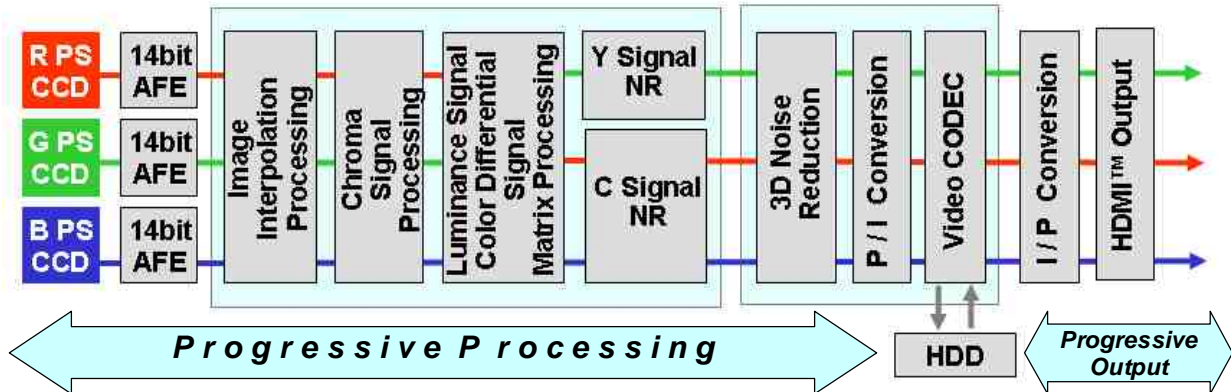 R PS
CCD
14bit
AFE
G PS
CCD
14bit
AFE
B PS
CCD
14bit
AFE
Image
Interpolation
Processing
Chroma
Signal
Processing
Luminance Signal
Color Differential
Signal
Matrix Processing
Y Signal
NR
C Signal
NR
3D Noise
Reduction
P / I Conversion
Video CODEC
I / P Conversion
HDMI™ Output
Progressive Processing
HDD
Progressive
Output